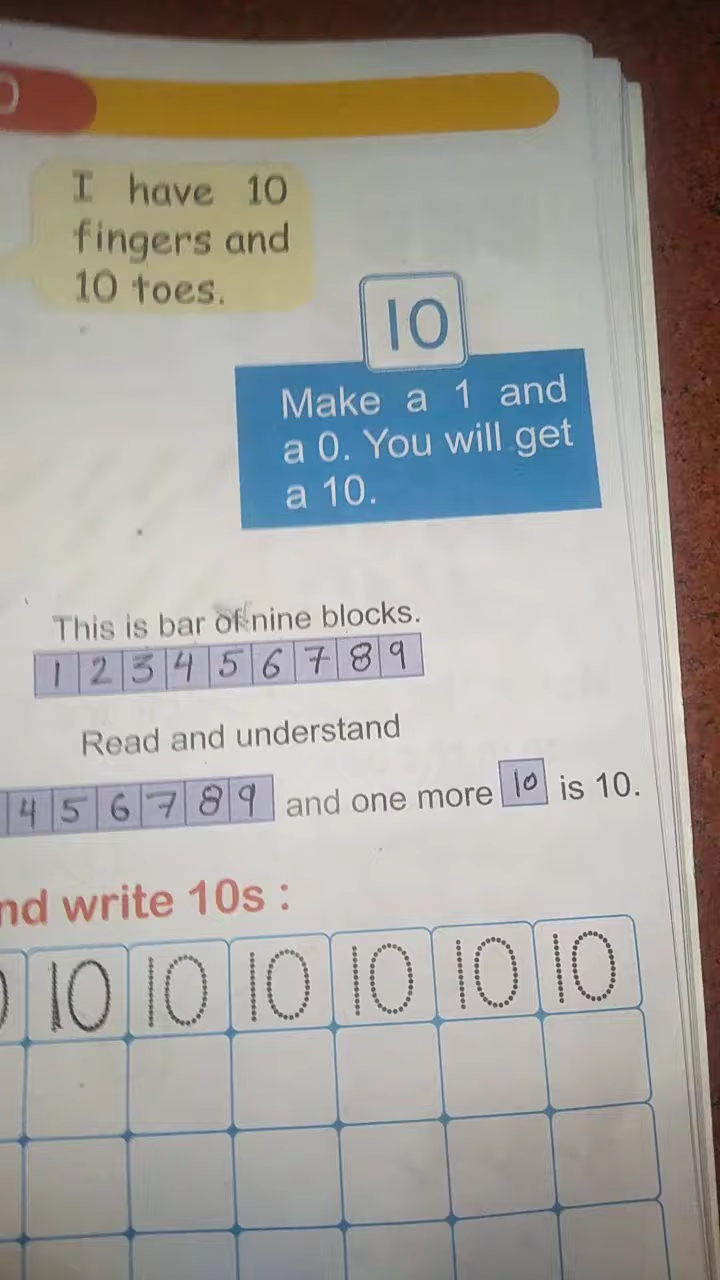 I have 10
fingers and
10 toes.
10
Make a 1 and
a 0. You will get
a 10.
This is bar of nine blocks.
1 2 3 4 5 6 7 8 9
Read and understand
4 5 6 7 8 9 and one more 10 is 10.
nd write 10s :
0 10 10 10 10 10 10